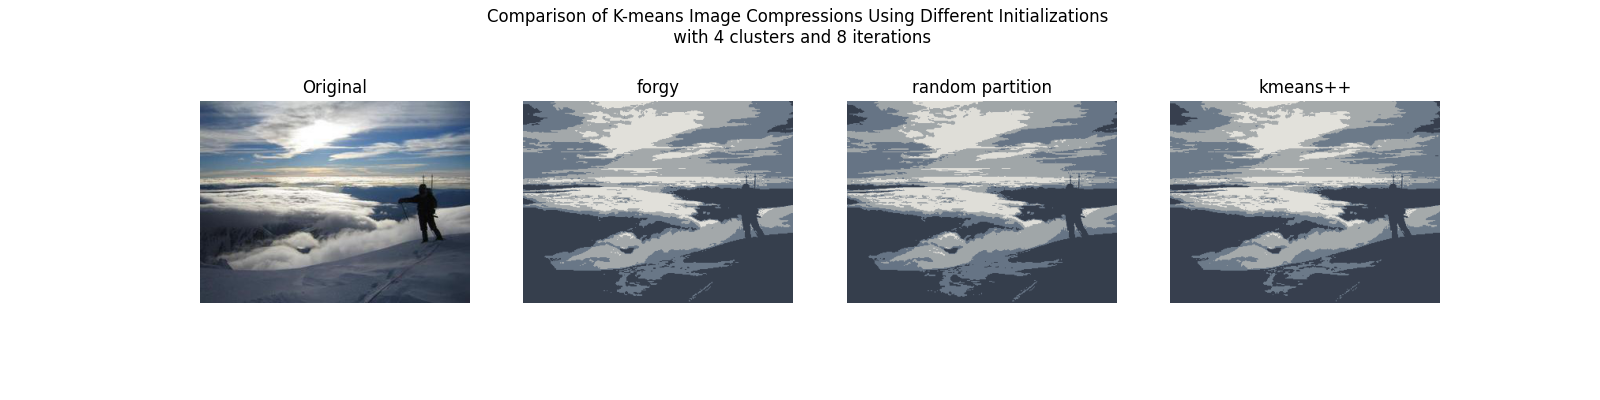 Comparison of K-means Image Compressions Using Different Initializations
with 4 clusters and 8 iterations
Original
forgy
random partition
kmeans++